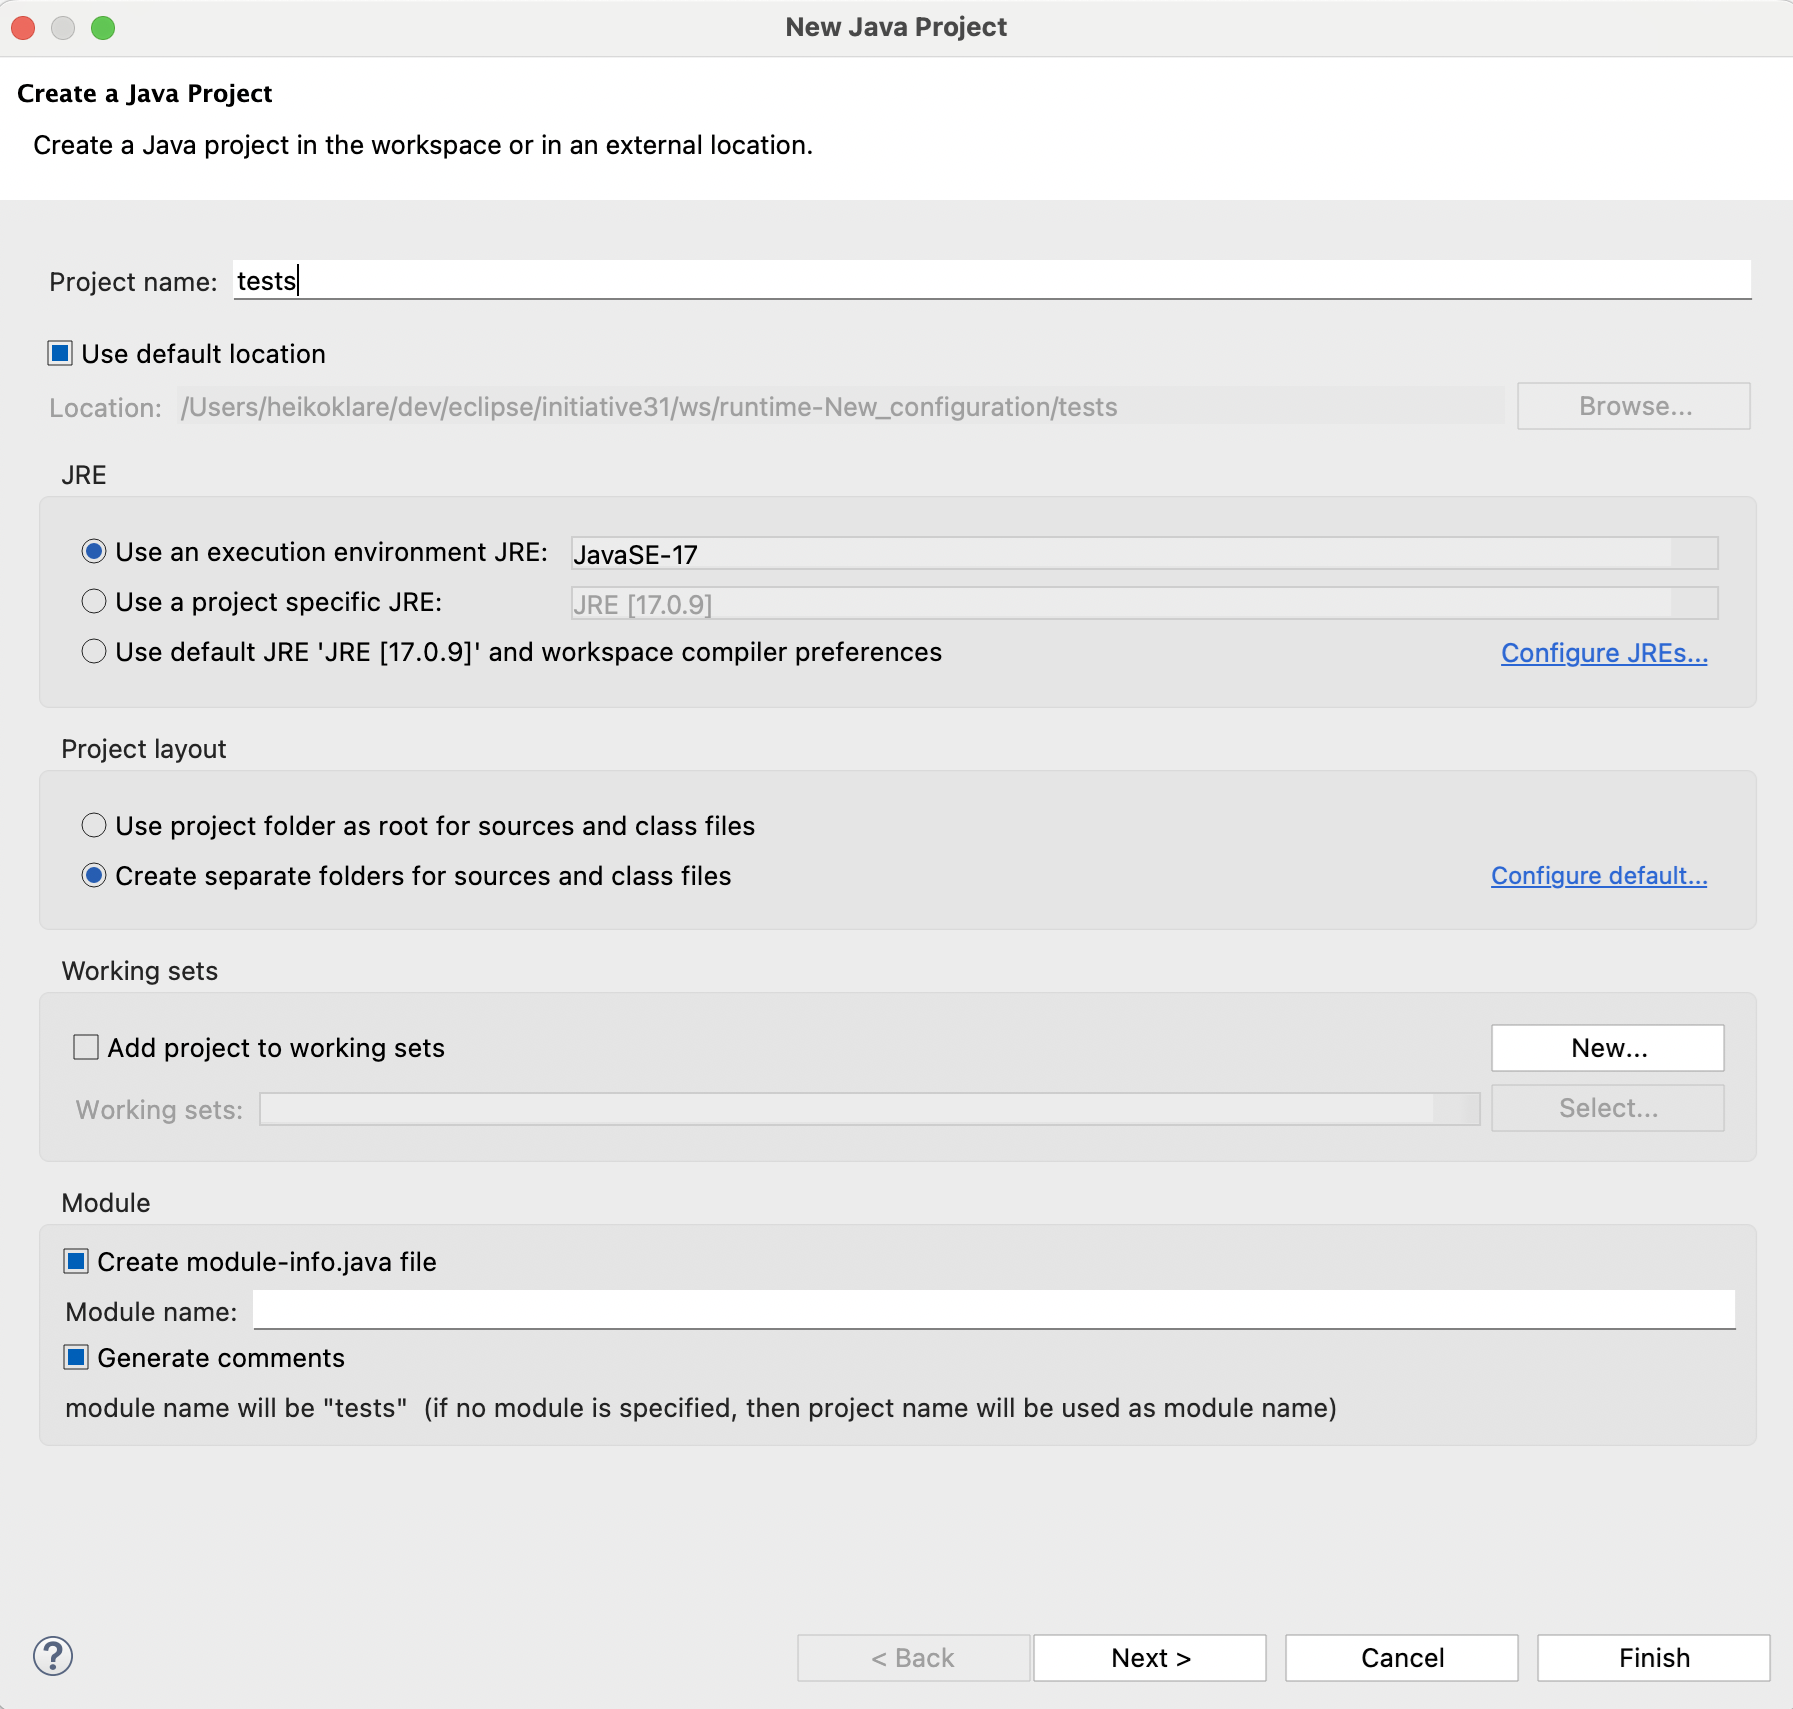 New Java Project
Create a Java Project
Create a Java project in the workspace or in an external location.
Project name: tests
Use default location
Location: /Users/heikoklare/dev/eclipse/initiative31/ws/runtime-New_configuration/tests Browse...
JRE
Use an execution environment JRE: JavaSE-17
Use a project specific JRE: JRE [17.0.9]
Use default JRE 'JRE [17.0.9]' and workspace compiler preferences Configure JREs...
Project layout
Use project folder as root for sources and class files
Create separate folders for sources and class files Configure default...
Working sets
Add project to working sets New...
Working sets: Select...
Module
Create module-info.java file
Module name:
Generate comments
module name will be "tests"  (if no module is specified, then project name will be used as module name)
? < Back Next > Cancel Finish